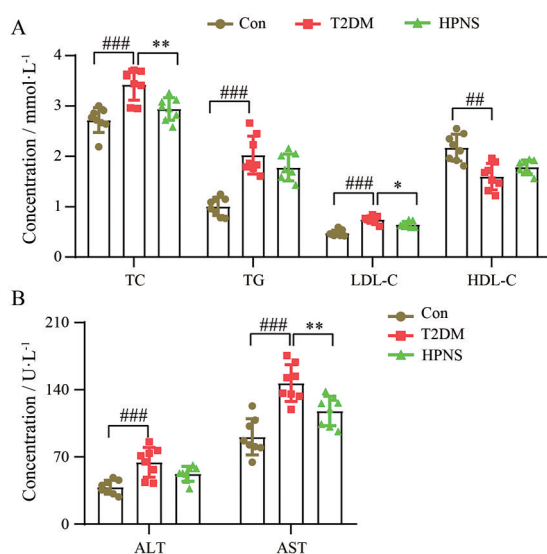 A
Con T2DM HPNS
Concentration / mmol·L⁻¹
4
3
2
1
0
### **
###
### *
##
TC TG LDL-C HDL-C
B
Con
T2DM
HPNS
Concentration / U·L⁻¹
210
140
70
0
###
### **
ALT AST